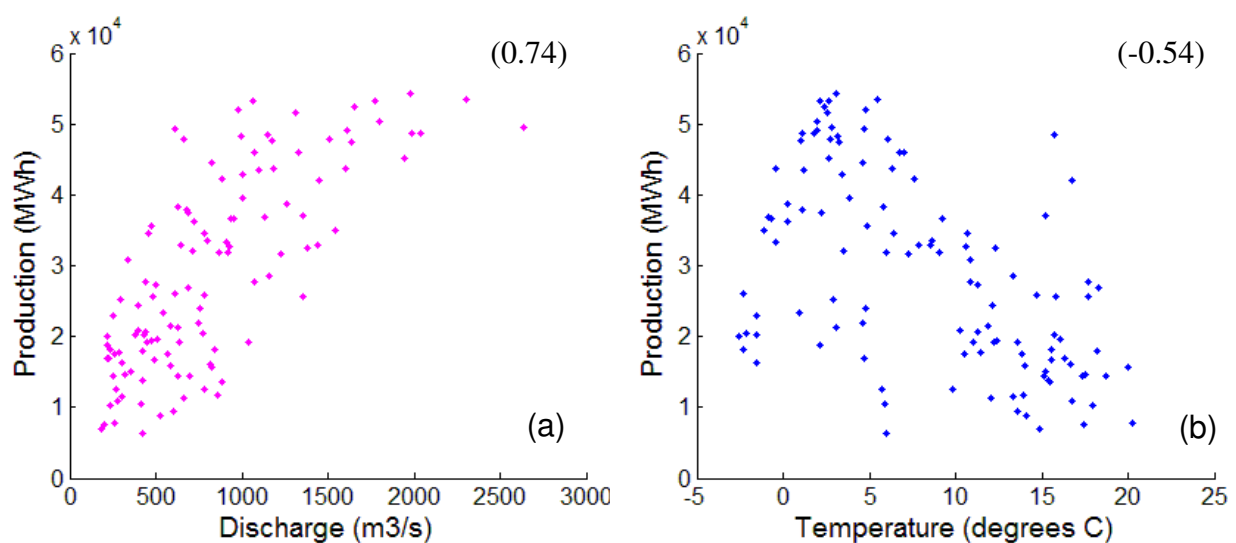 x 10^4
(0.74)
6
5
4
3
2
1
0
Production (MWh)
(a)
0 500 1000 1500 2000 2500 3000
Discharge (m3/s)
x 10^4
(-0.54)
6
5
4
3
2
1
0
Production (MWh)
(b)
-5 0 5 10 15 20 25
Temperature (degrees C)